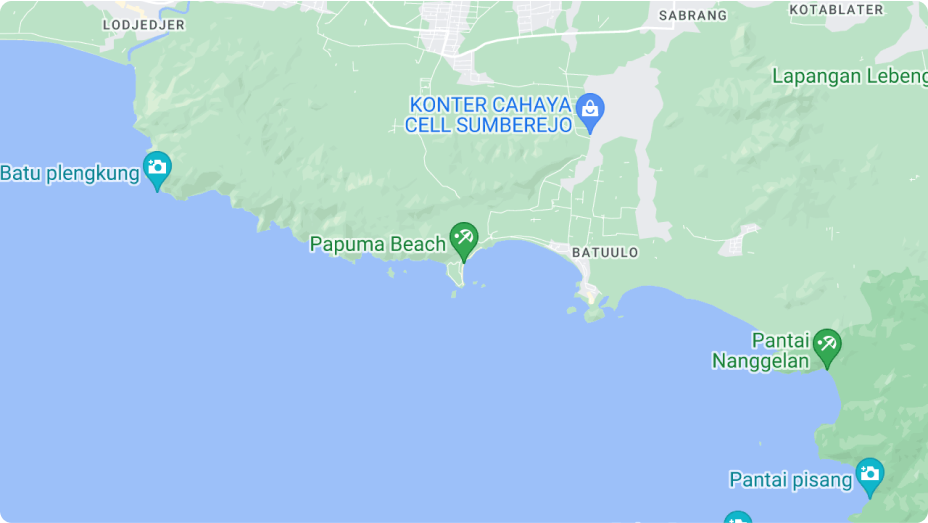 LODJEDJER
SABRANG
KOTABLATER
Lapangan Lebeng
KONTER CAHAYA
CELL SUMBEREJO
Batu plengkung
Papuma Beach
BATUULO
Pantai
Nanggelan
Pantai pisang